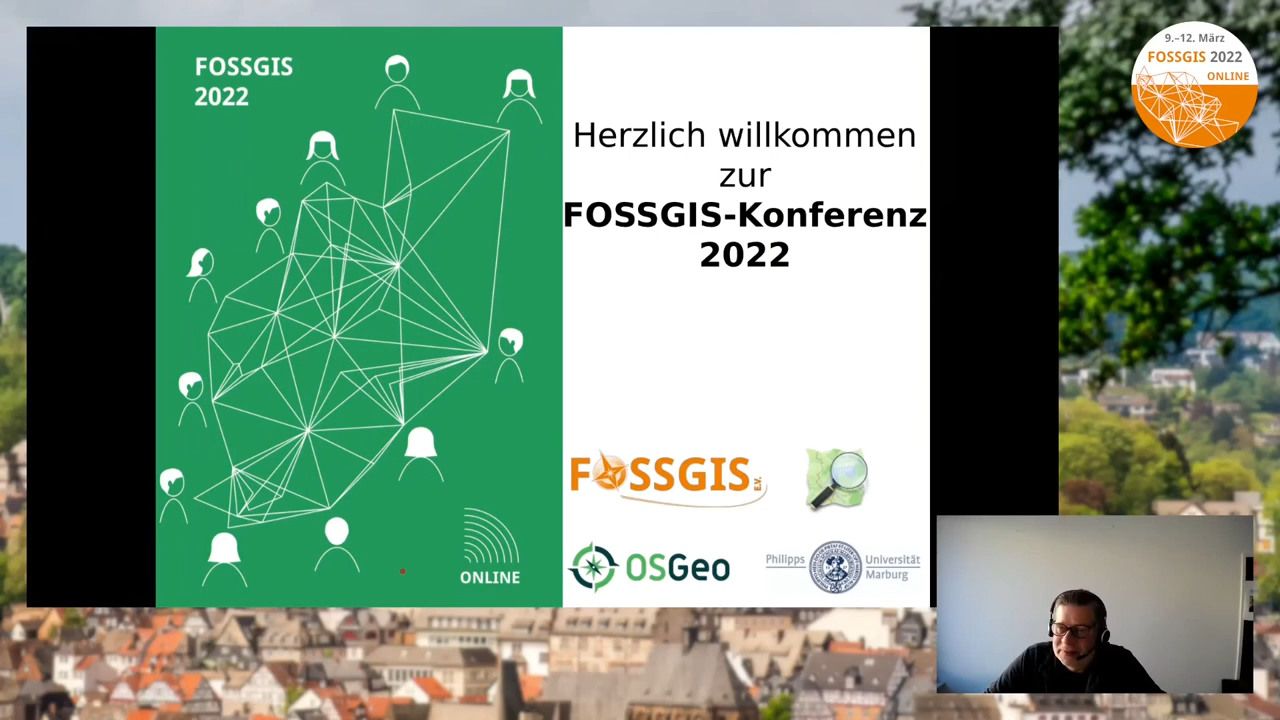 FOSSGIS
2022
9.–12. März
FOSSGIS 2022
ONLINE
Herzlich willkommen
zur
FOSSGIS-Konferenz
2022
FOSSGIS e.V.
OSGeo
Philipps Universität
Marburg
ONLINE